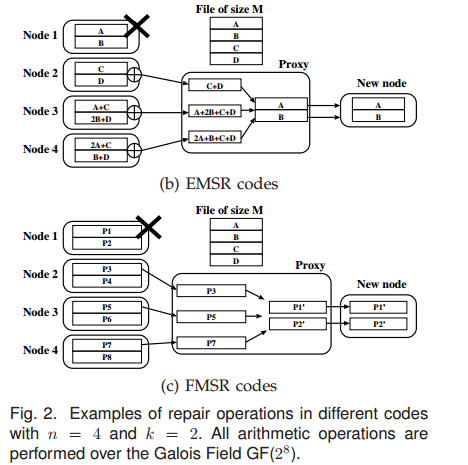 File of size M
A
B
C
D
Node 1
A
B
Node 2
C
D
Node 3
A+C
2B+D
Node 4
2A+C
B+D
Proxy
C+D
A+2B+C+D
2A+B+C+D
A
B
New node
A
B
(b) EMSR codes
File of size M
A
B
C
D
Node 1
P1
P2
Node 2
P3
P4
Node 3
P5
P6
Node 4
P7
P8
Proxy
P3
P5
P7
P1'
P2'
New node
P1'
P2'
(c) FMSR codes
Fig. 2. Examples of repair operations in different codes
with n = 4 and k = 2. All arithmetic operations are
performed over the Galois Field GF(2⁸).